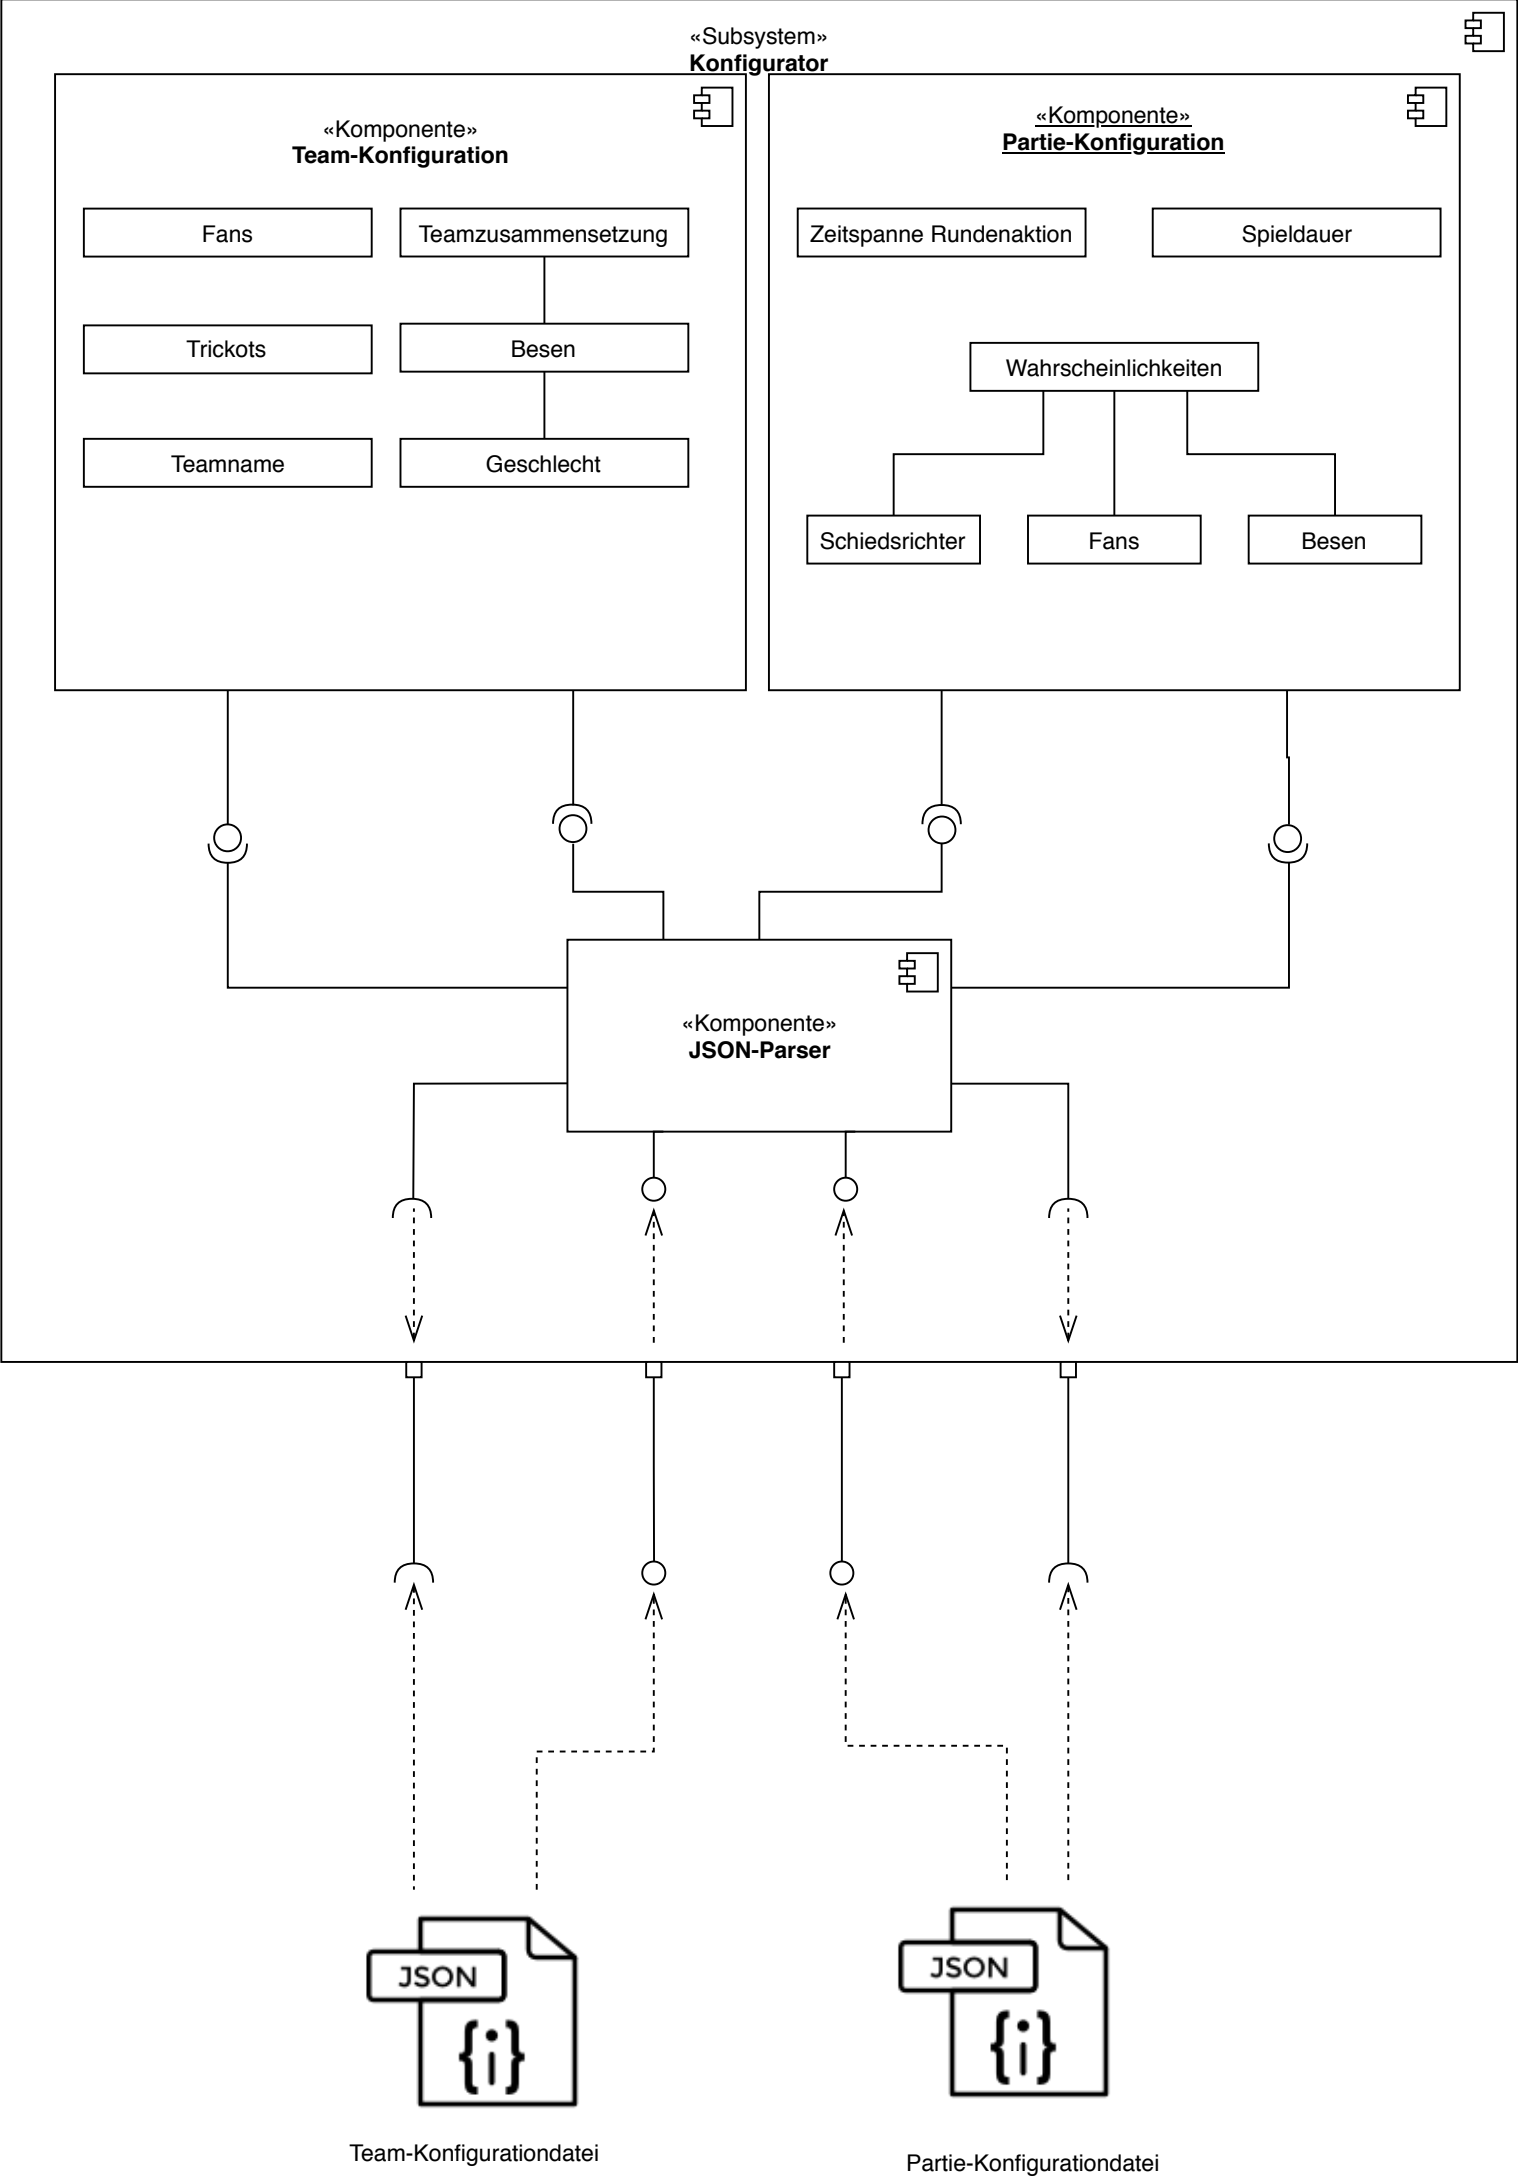 «Subsystem»
Konfigurator
«Komponente»
Team-Konfiguration
Fans
Teamzusammensetzung
Trickots
Besen
Teamname
Geschlecht
«Komponente»
Partie-Konfiguration
Zeitspanne Rundenaktion
Spieldauer
Wahrscheinlichkeiten
Schiedsrichter
Fans
Besen
«Komponente»
JSON-Parser
JSON
{i}
Team-Konfigurationdatei
JSON
{i}
Partie-Konfigurationdatei